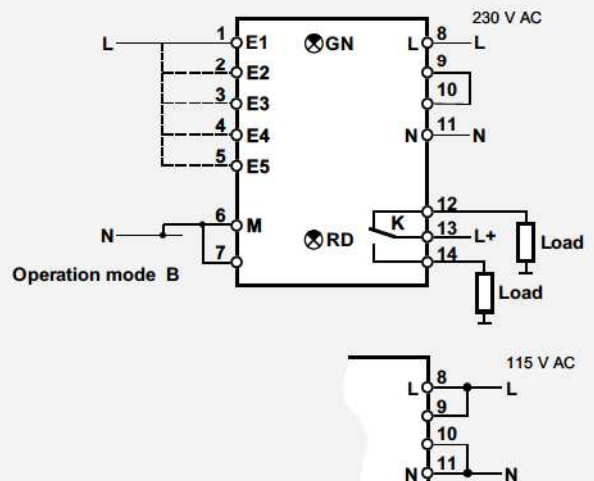 230 V AC
L 1 E1 GN L 8 L
2 E2 9
3 E3 10
4 E4 N 11 N
5 E5
12
6 M K 13 L+ Load
N RD
7 14
Operation mode B
Load
115 V AC
L 8 L
9
10
N 11 N